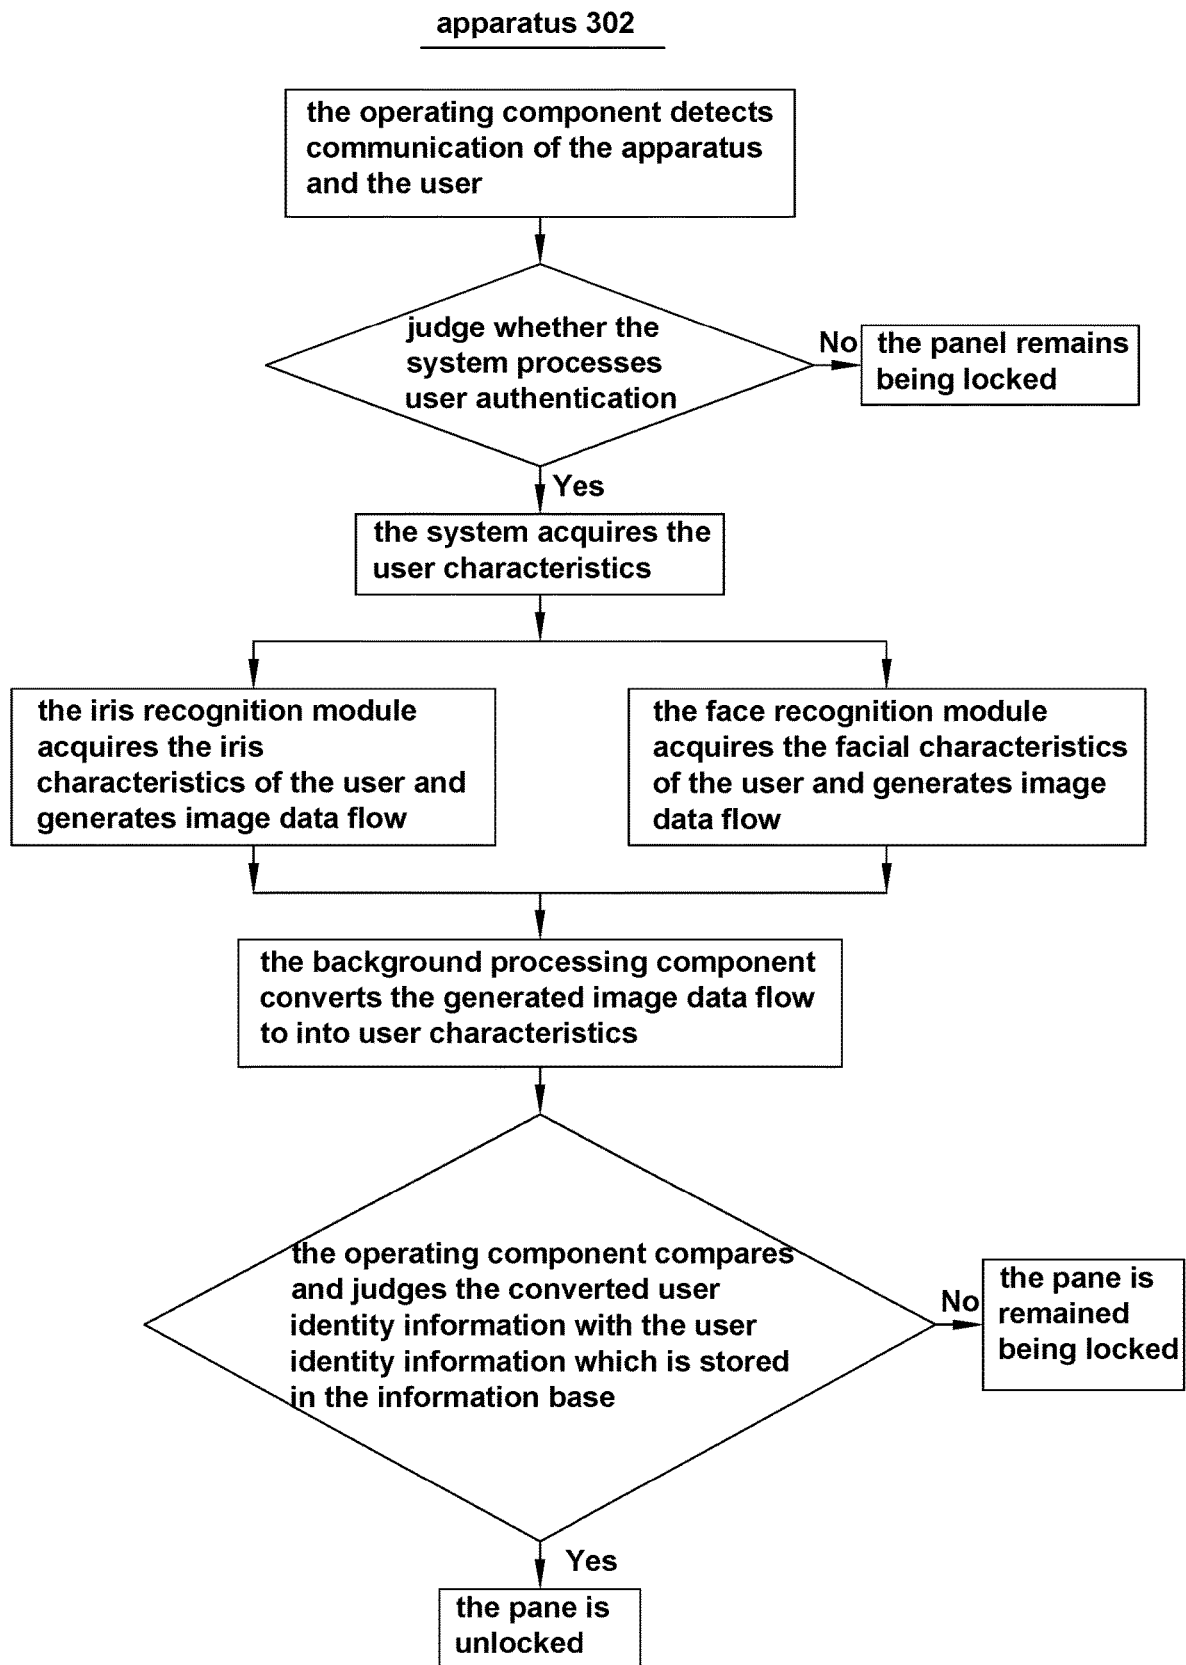 apparatus 302
the operating component detects
communication of the apparatus
and the user
judge whether the
system processes
user authentication
No
the panel remains
being locked
Yes
the system acquires the
user characteristics
the iris recognition module
acquires the iris
characteristics of the user and
generates image data flow
the face recognition module
acquires the facial characteristics
of the user and generates image
data flow
the background processing component
converts the generated image data flow
to into user characteristics
the operating component compares
and judges the converted user
identity information with the user
identity information which is stored
in the information base
No
the pane is
remained
being locked
Yes
the pane is
unlocked